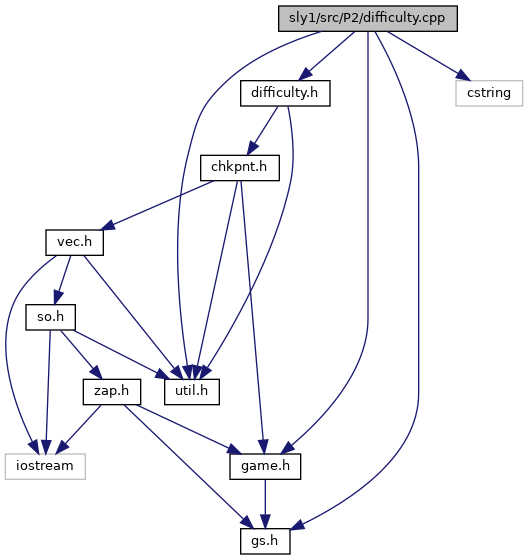 sly1/src/P2/difficulty.cpp
difficulty.h
cstring
chkpnt.h
vec.h
so.h
zap.h
util.h
iostream
game.h
gs.h